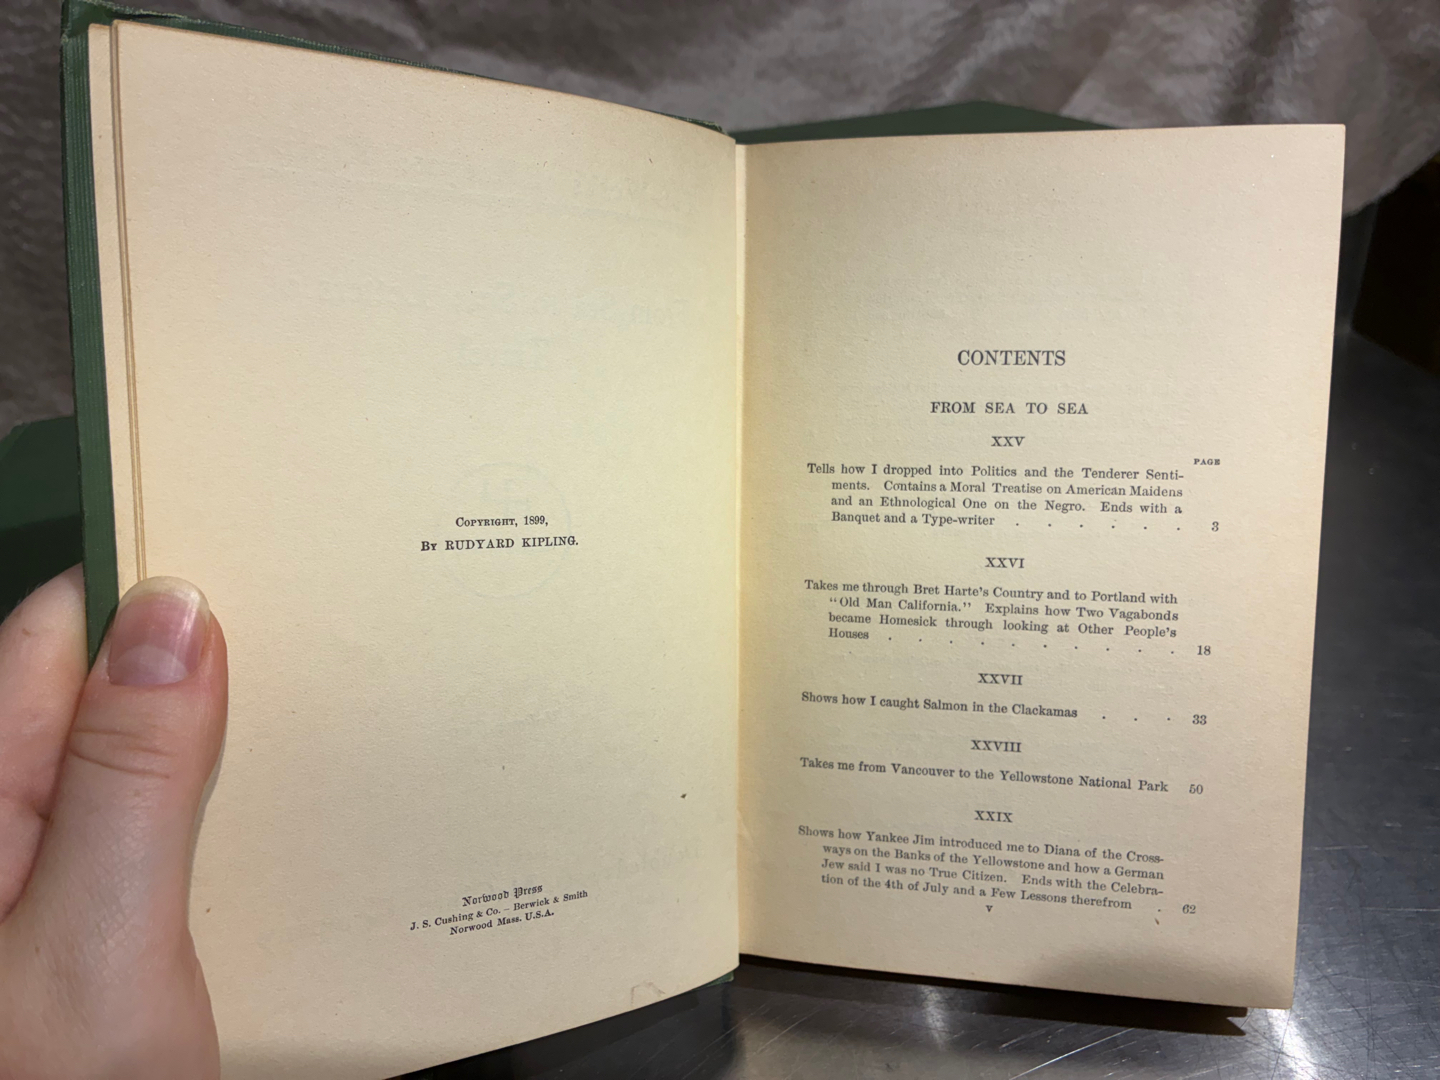 COPYRIGHT, 1899,
BY RUDYARD KIPLING.
Norwood Press
J. S. Cushing & Co. – Berwick & Smith
Norwood Mass. U.S.A.
CONTENTS
FROM SEA TO SEA
XXV
PAGE
Tells how I dropped into Politics and the Tenderer Senti-
ments. Contains a Moral Treatise on American Maidens
and an Ethnological One on the Negro. Ends with a
Banquet and a Type-writer . . . . . . 3
XXVI
Takes me through Bret Harte's Country and to Portland with
"Old Man California." Explains how Two Vagabonds
became Homesick through looking at Other People's
Houses . . . . . . . . . . 18
XXVII
Shows how I caught Salmon in the Clackamas . . . 33
XXVIII
Takes me from Vancouver to the Yellowstone National Park 50
XXIX
Shows how Yankee Jim introduced me to Diana of the Cross-
ways on the Banks of the Yellowstone and how a German
Jew said I was no True Citizen. Ends with the Celebra-
tion of the 4th of July and a Few Lessons therefrom . 62
v